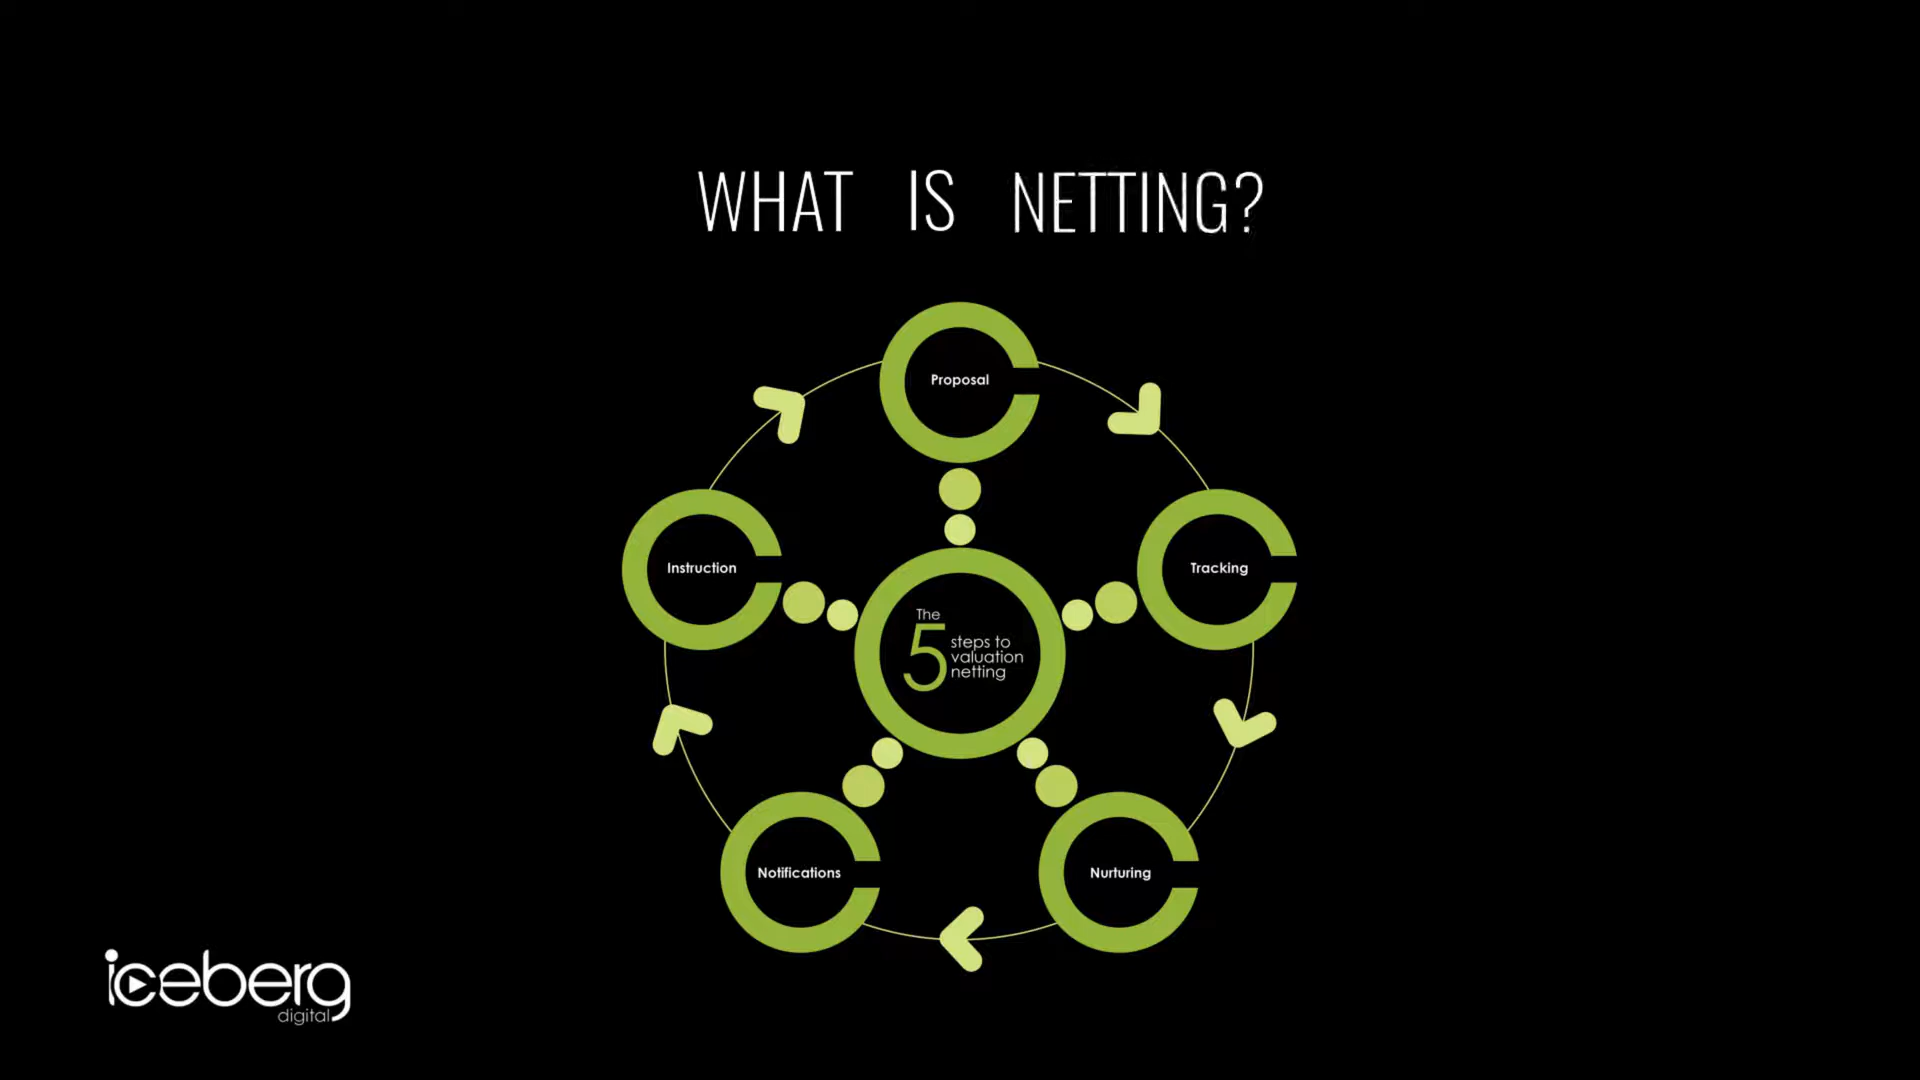 WHAT IS NETTING?
Proposal
Instruction
Tracking
The
5 steps to
valuation
netting
Notifications
Nurturing
iceberg
digital